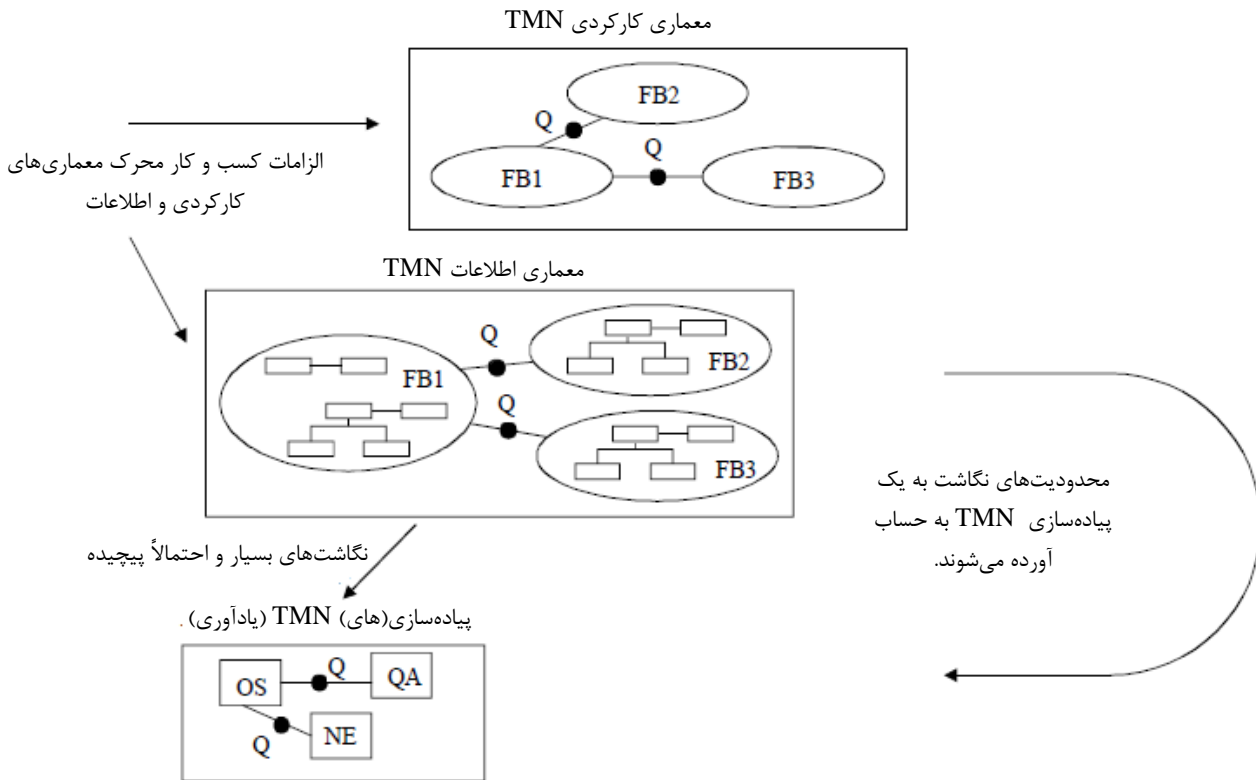 معماری کارکردی TMN
FB2
Q
Q
FB1
FB3
الزامات کسب و کار محرک معماری‌های
کارکردی و اطلاعات
معماری اطلاعات TMN
Q
FB2
FB1
Q
FB3
محدودیت‌های نگاشت به یک
پیاده‌سازی TMN به حساب
آورده می‌شوند.
نگاشت‌های بسیار و احتمالاً پیچیده
پیاده‌سازی(های) TMN (یادآوری) .
Q
OS
QA
Q
NE